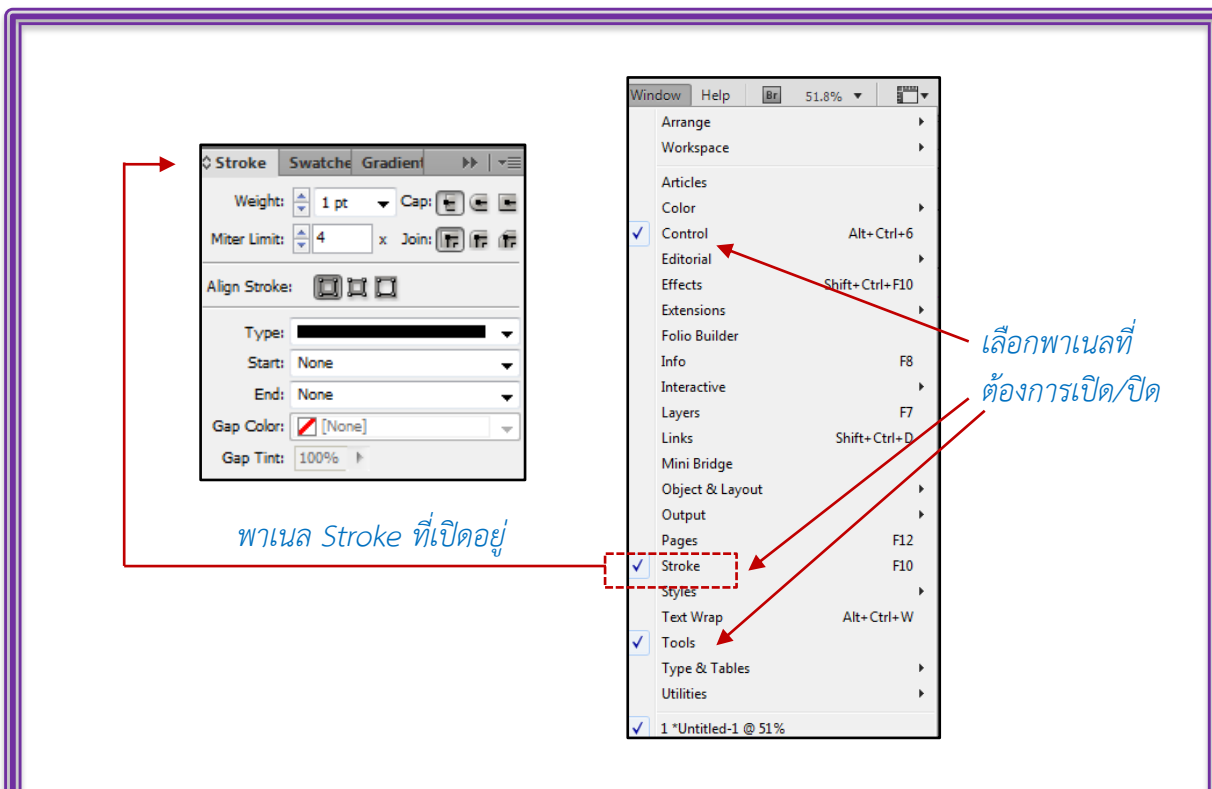 Window Help Br 51.8%
Arrange
Workspace
Articles
Color
Control Alt+Ctrl+6
Editorial
Effects Shift+Ctrl+F10
Extensions
Folio Builder
Info F8
Interactive
Layers F7
Links Shift+Ctrl+D
Mini Bridge
Object & Layout
Output
Pages F12
Stroke F10
Styles
Text Wrap Alt+Ctrl+W
Tools
Type & Tables
Utilities
1 *Untitled-1 @ 51%
Stroke Swatche Gradient
Weight: 1 pt Cap:
Miter Limit: 4 x Join:
Align Stroke:
Type:
Start: None
End: None
Gap Color: [None]
Gap Tint: 100%
พาเนล Stroke ที่เปิดอยู่
เลือกพาเนลที่
ต้องการเปิด/ปิด